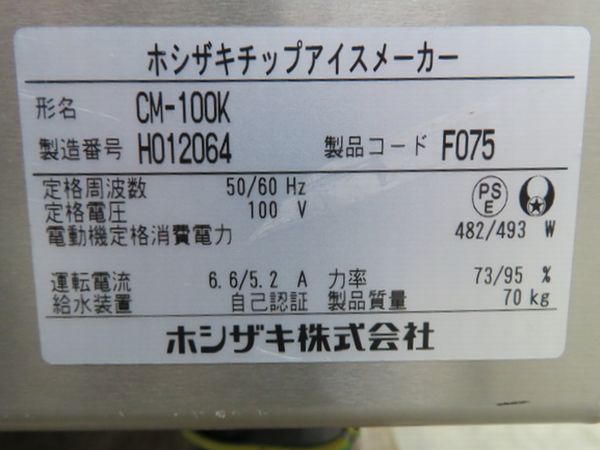 ホシザキチップアイスメーカー
形名 CM-100K
製造番号 H012064 製品コード F075
定格周波数 50/60 Hz
定格電圧 100 V
PS E
電動機定格消費電力 482/493 W
運転電流 6.6/5.2 A 力率 73/95 %
給水装置 自己認証 製品質量 70 kg
ホシザキ株式会社